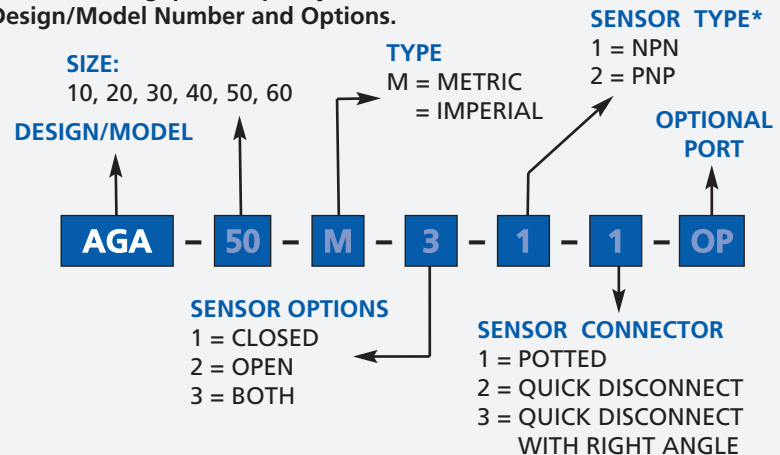 Design/Model Number and Options.
SIZE:
10, 20, 30, 40, 50, 60
DESIGN/MODEL
TYPE
M = METRIC
= IMPERIAL
SENSOR TYPE*
1 = NPN
2 = PNP
OPTIONAL
PORT
AGA - 50 - M - 3 - 1 - 1 - OP
SENSOR OPTIONS
1 = CLOSED
2 = OPEN
3 = BOTH
SENSOR CONNECTOR
1 = POTTED
2 = QUICK DISCONNECT
3 = QUICK DISCONNECT
WITH RIGHT ANGLE